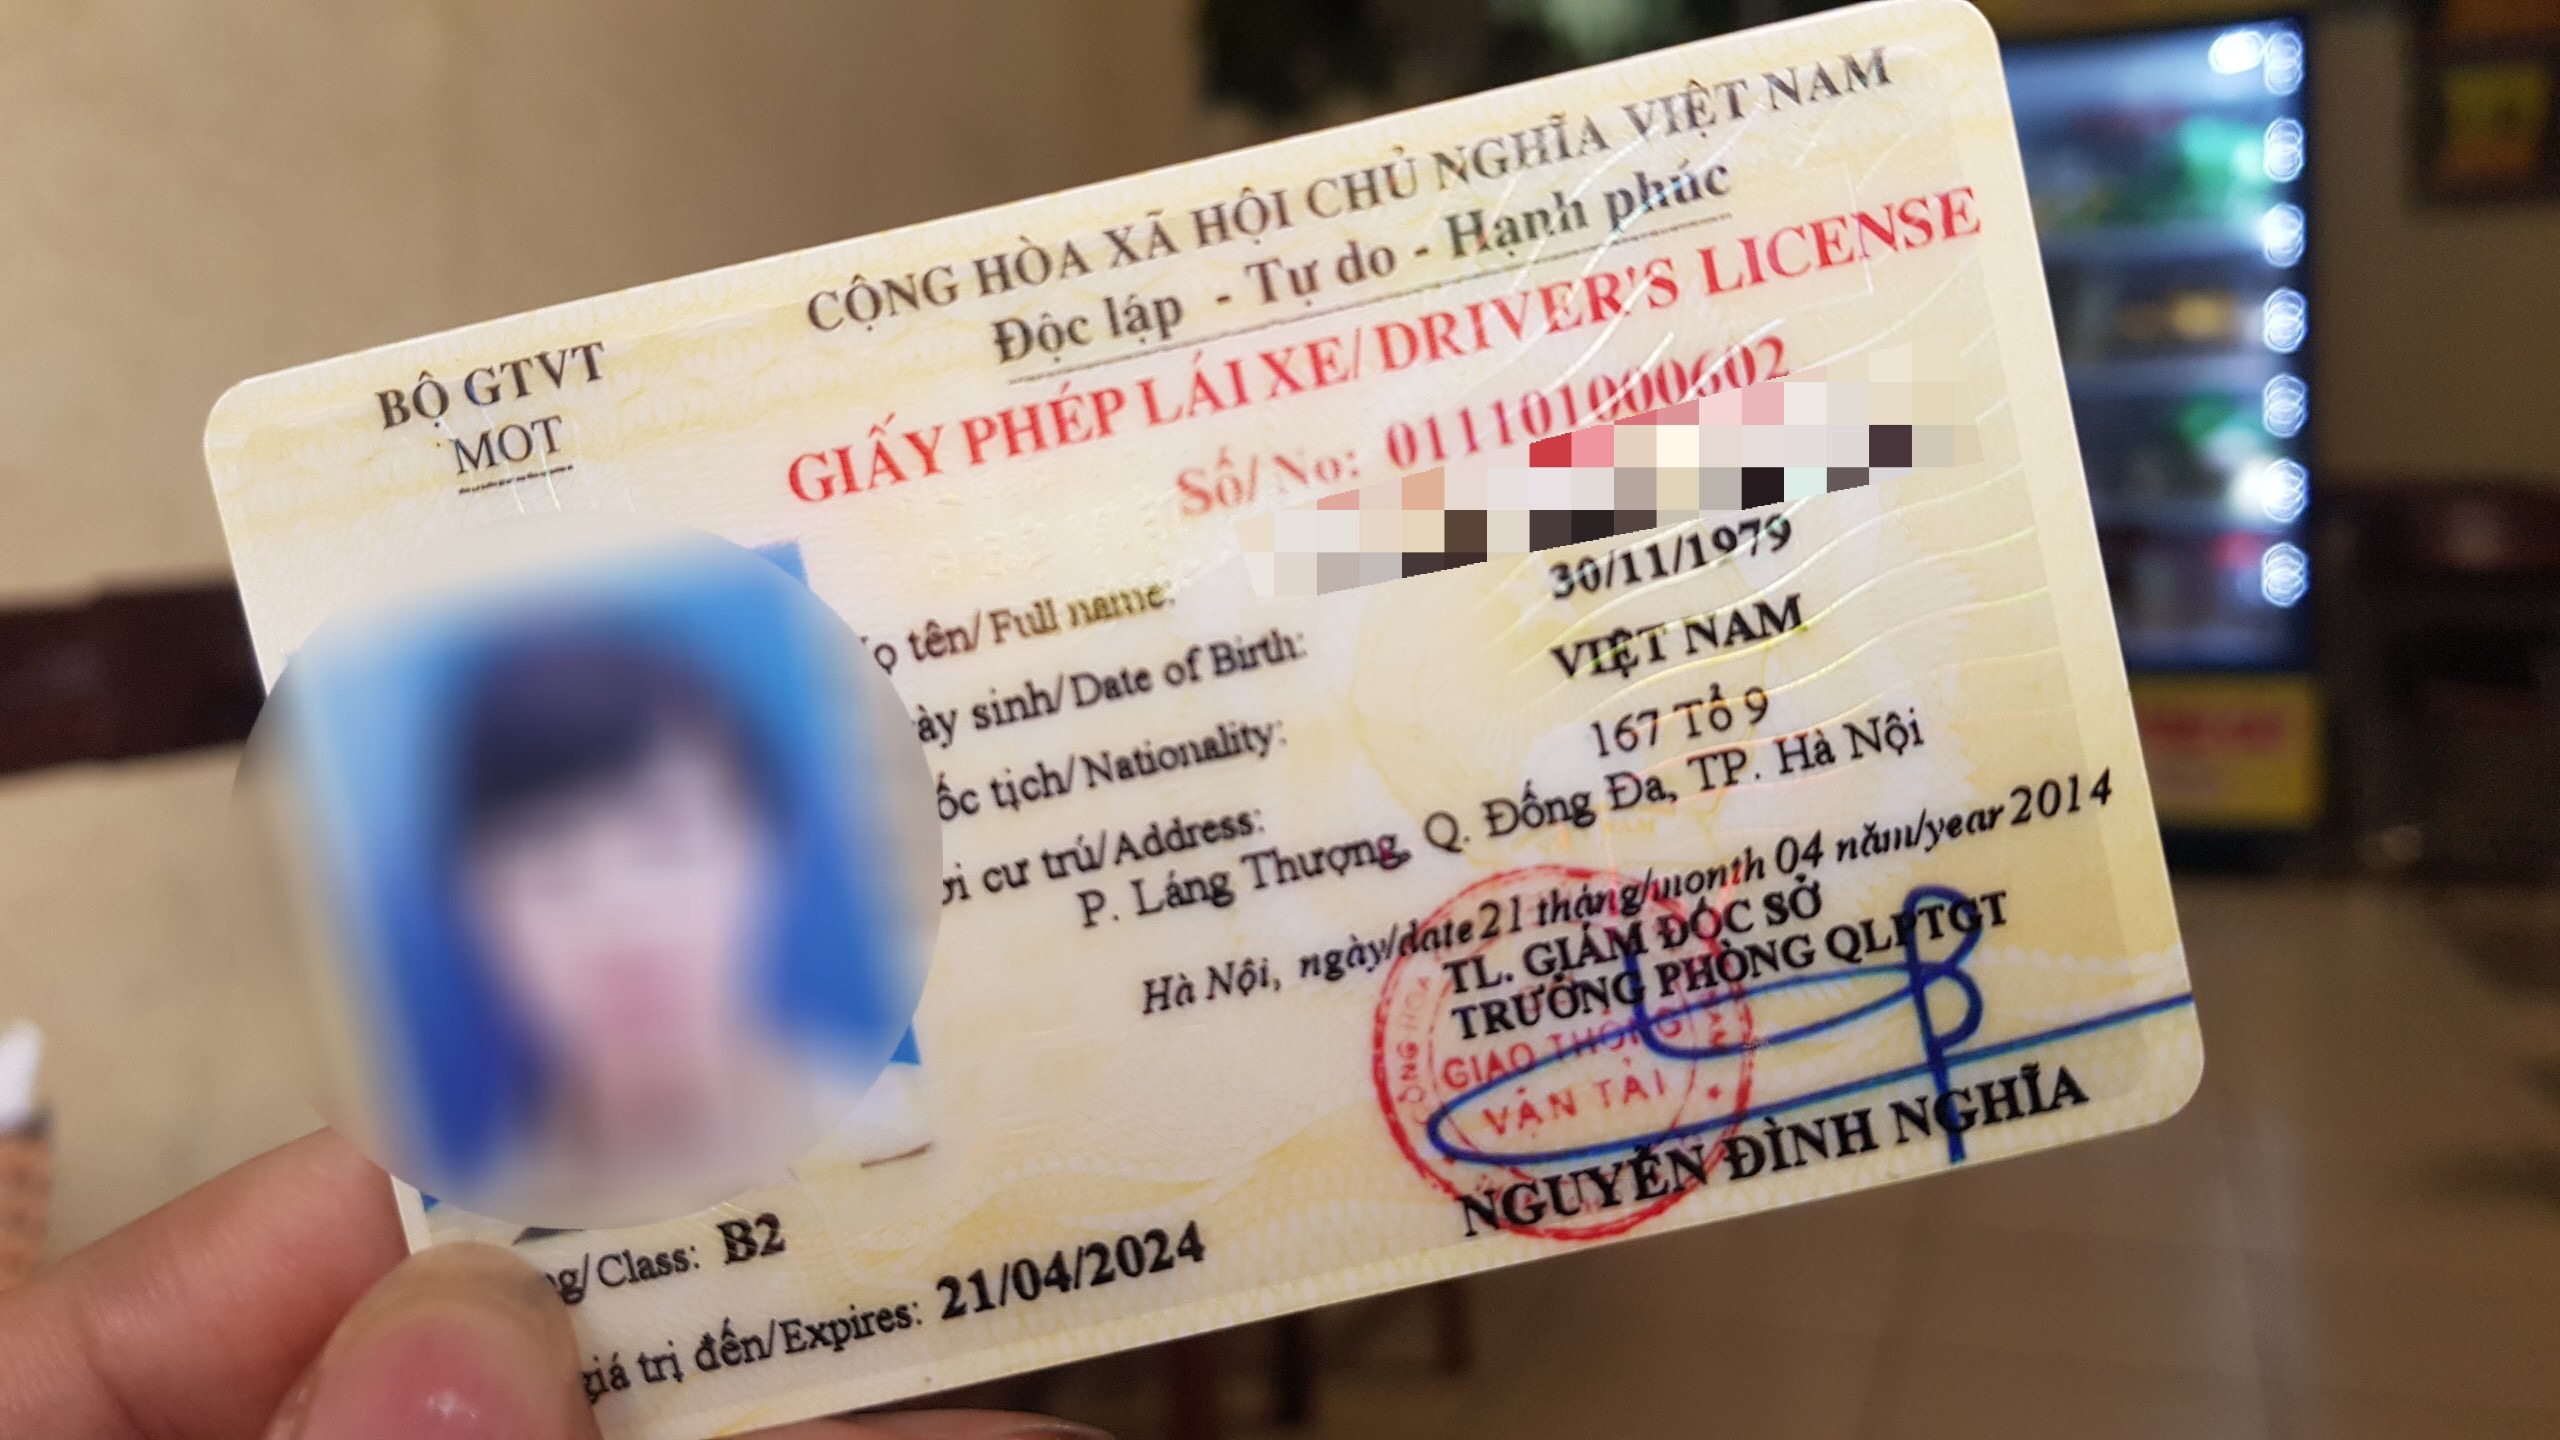 CỘNG HÒA XÃ HỘI CHỦ NGHĨA VIỆT NAM
Độc lập - Tự do - Hạnh phúc
BỘ GTVT
MOT
GIẤY PHÉP LÁI XE/ DRIVER'S LICENSE
Số/ No: 011101000602
ọ tên/ Full name:
ày sinh/ Date of Birth: 30/11/1979
ốc tịch/ Nationality: VIỆT NAM
ơi cư trú/ Address: 167 Tổ 9
P. Láng Thượng, Q. Đống Đa, TP. Hà Nội
Hà Nội, ngày/date 21 tháng/month 04 năm/year 2014
TL. GIÁM ĐỐC SỞ
TRƯỞNG PHÒNG QLPTGT
GIAO THÔNG
VẬN TẢI
NGUYỄN ĐÌNH NGHĨA
ng/ Class: B2
giá trị đến/ Expires: 21/04/2024